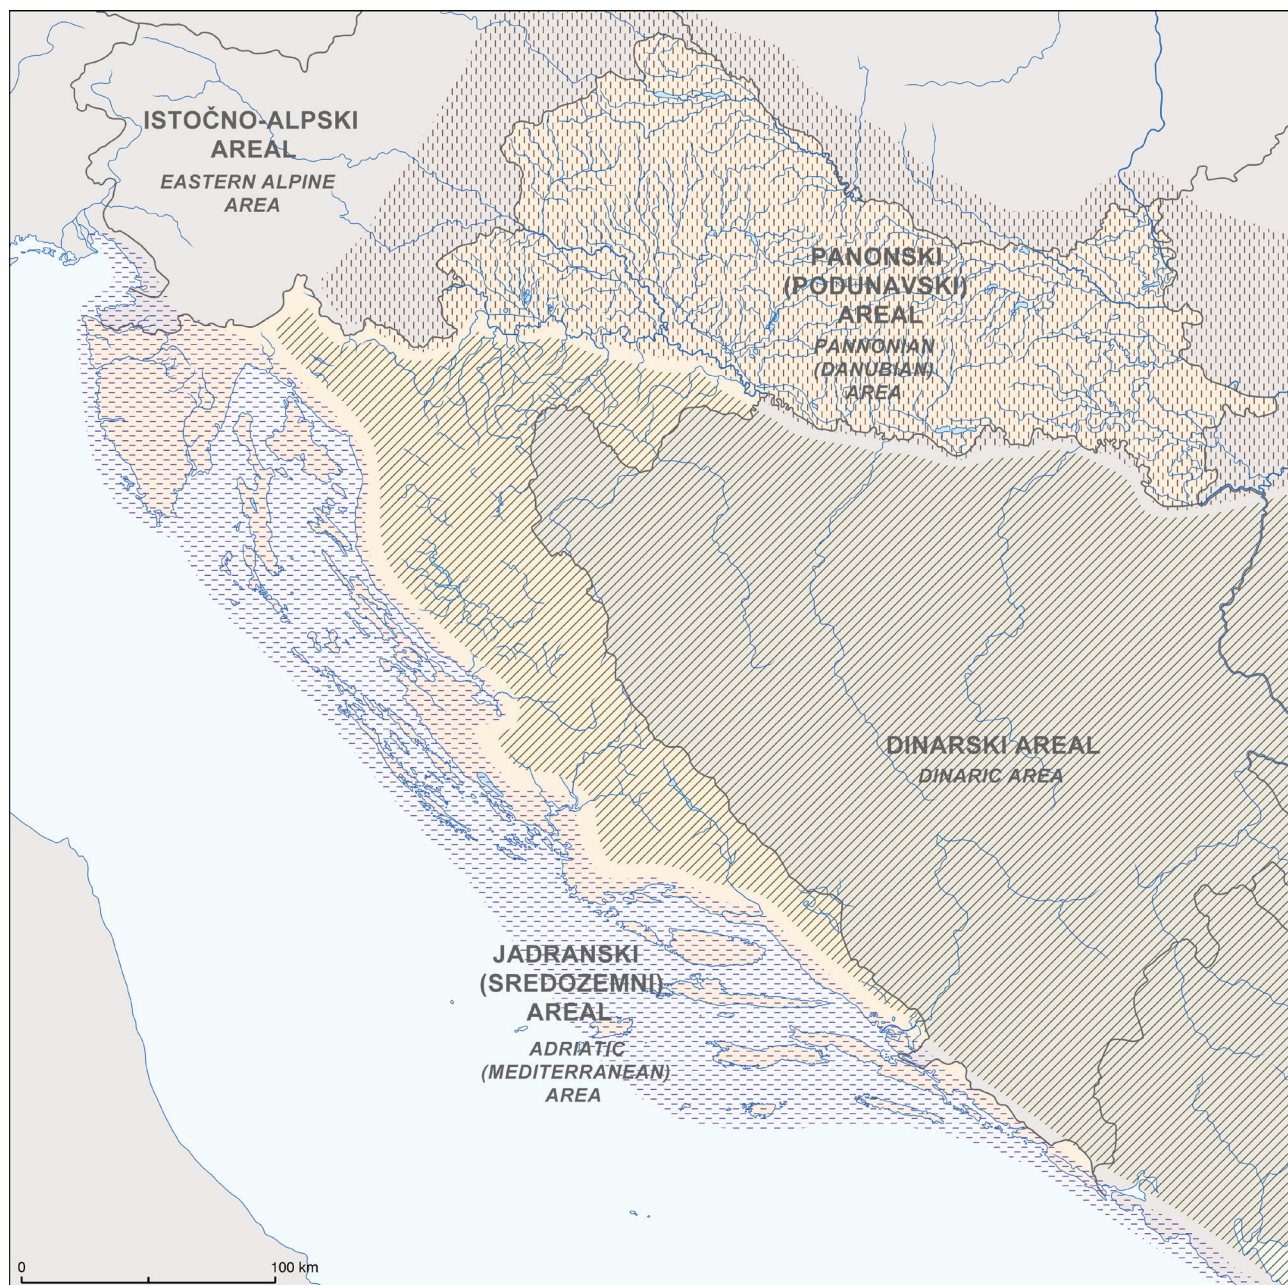 ISTOČNO-ALPSKI
AREAL
EASTERN ALPINE
AREA
PANONSKI
(PODUNAVSKI)
AREAL
PANNONIAN
(DANUBIAN)
AREA
DINARSKI AREAL
DINARIC AREA
JADRANSKI
(SREDOZEMNI)
AREAL
ADRIATIC
(MEDITERRANEAN)
AREA
0
100 km